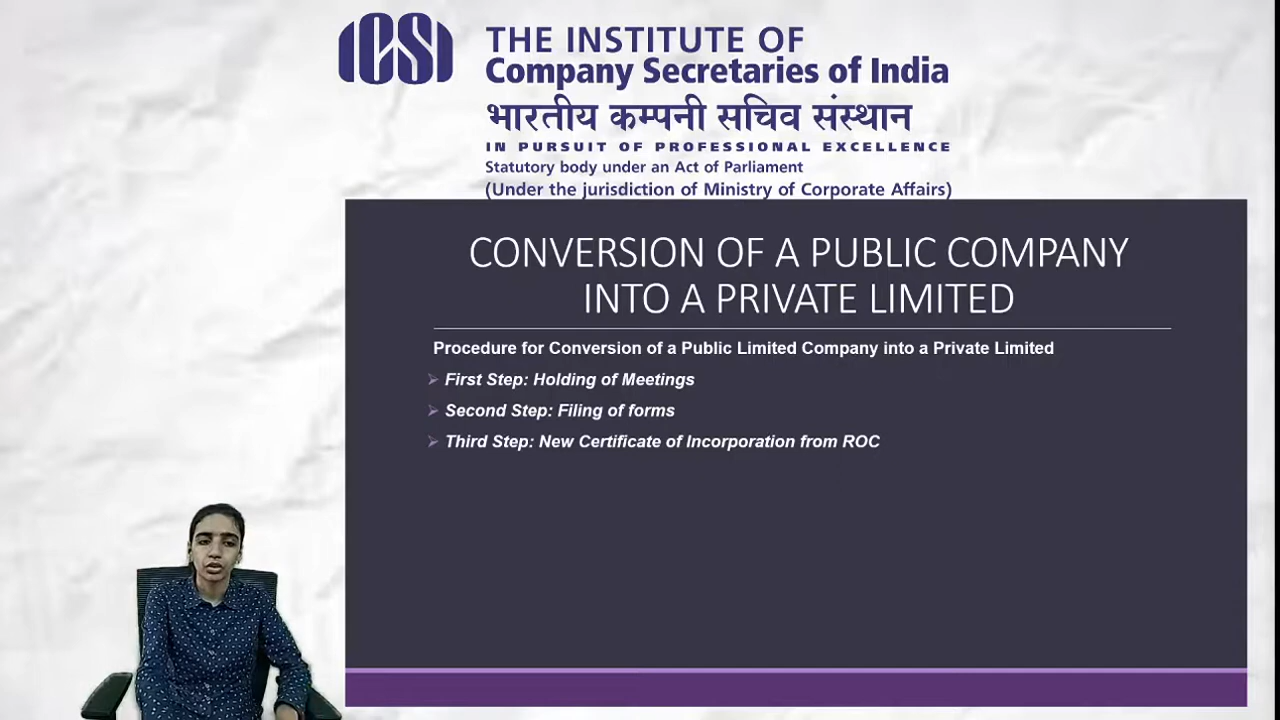 ICSI
THE INSTITUTE OF
Company Secretaries of India
भारतीय कम्पनी सचिव संस्थान
IN PURSUIT OF PROFESSIONAL EXCELLENCE
Statutory body under an Act of Parliament
(Under the jurisdiction of Ministry of Corporate Affairs)
CONVERSION OF A PUBLIC COMPANY
INTO A PRIVATE LIMITED
Procedure for Conversion of a Public Limited Company into a Private Limited
First Step: Holding of Meetings
Second Step: Filing of forms
Third Step: New Certificate of Incorporation from ROC